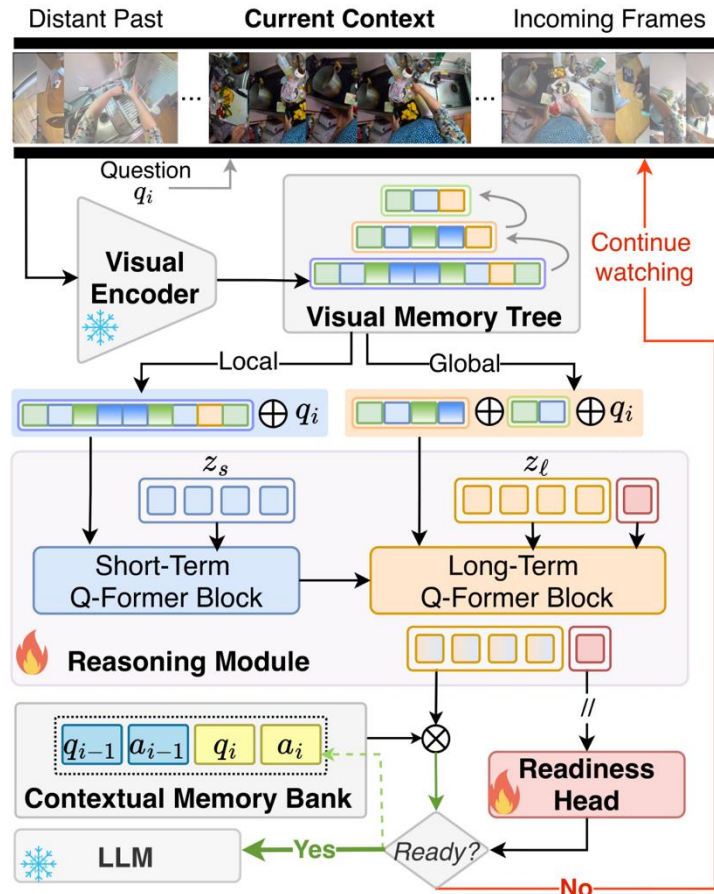 Distant Past Current Context Incoming Frames
... ...
Question
q_i
Visual
Encoder
Visual Memory Tree
Continue
watching
Local Global
⊕ q_i ⊕ ⊕ q_i
z_s z_ℓ
Short-Term
Q-Former Block
Long-Term
Q-Former Block
Reasoning Module
//
q_{i-1} a_{i-1} q_i a_i
⊗
Contextual Memory Bank
Readiness
Head
LLM
Yes
Ready?
No